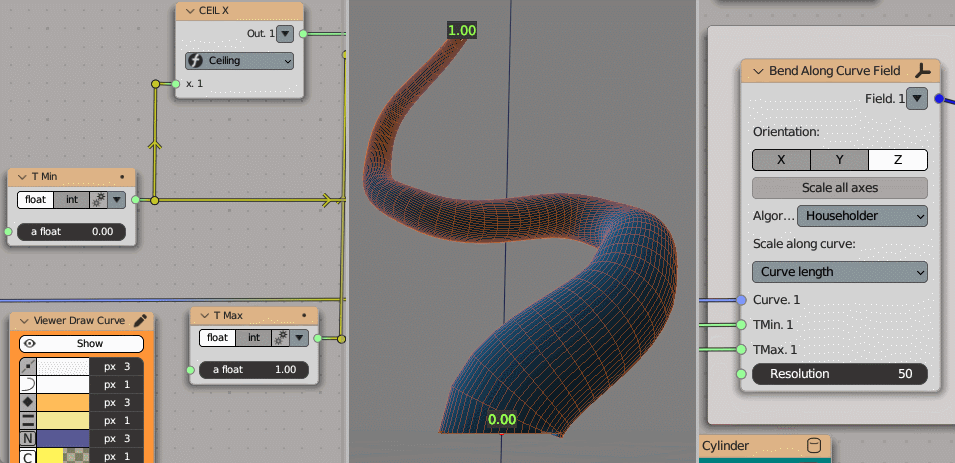 CEIL X
Out. 1
Ceiling
x. 1
T Min
float int
a float 0.00
T Max
float int
a float 1.00
Viewer Draw Curve
Show
px 3
px 1
px 3
px 1
N px 3
C px 1
1.00
0.00
Bend Along Curve Field
Field. 1
Orientation:
X Y Z
Scale all axes
Algor... Householder
Scale along curve:
Curve length
Curve. 1
TMin. 1
TMax. 1
Resolution 50
Cylinder